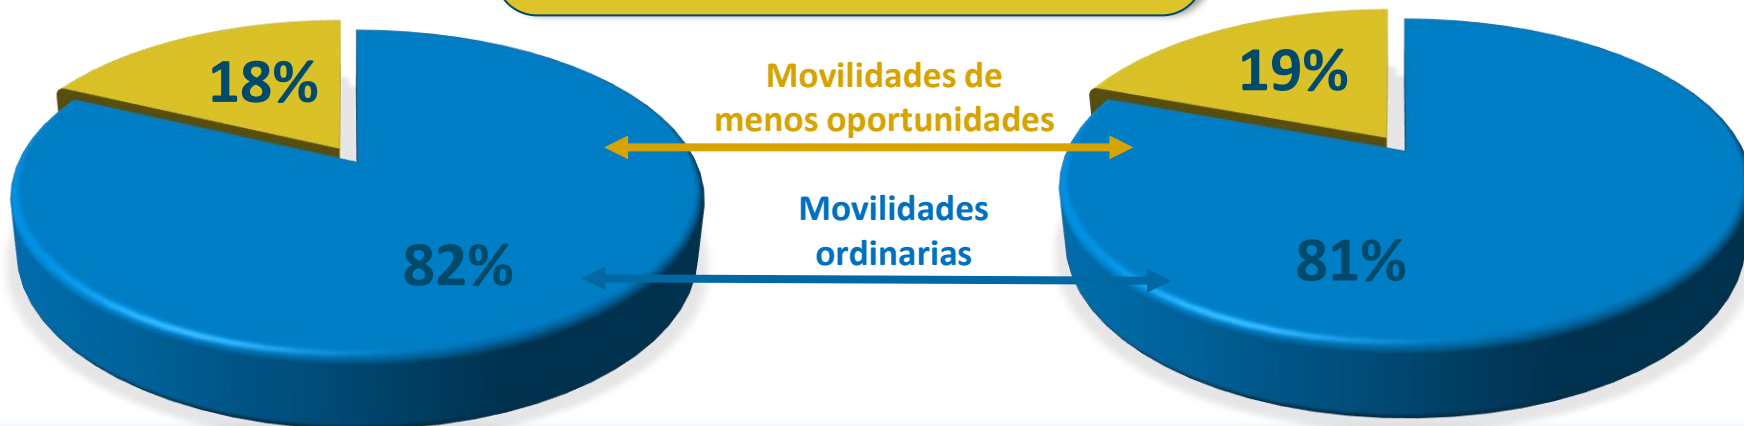 18%
Movilidades de
menos oportunidades
19%
Movilidades
ordinarias
82%
81%